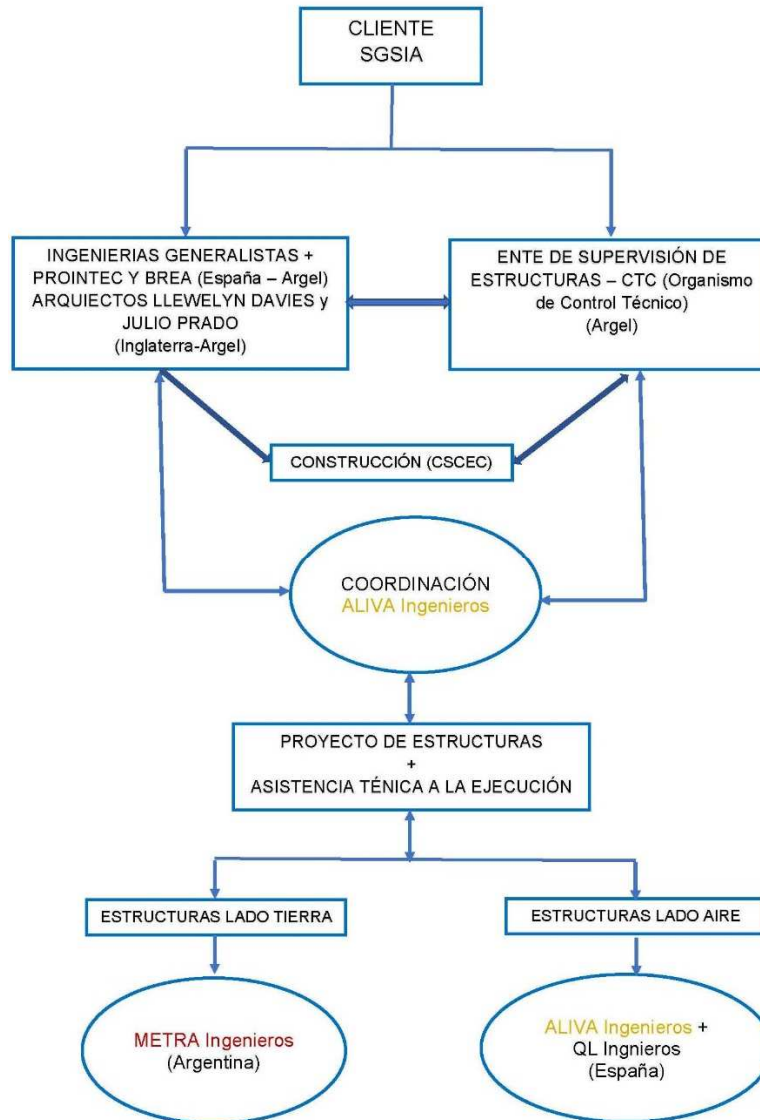 CLIENTE
SGSIA
INGENIERIAS GENERALISTAS +
PROINTEC Y BREA (España – Argel)
ARQUIECTOS LLEWELYN DAVIES y
JULIO PRADO
(Inglaterra-Argel)
ENTE DE SUPERVISIÓN DE
ESTRUCTURAS – CTC (Organismo
de Control Técnico)
(Argel)
CONSTRUCCIÓN (CSCEC)
COORDINACIÓN
ALIVA Ingenieros
PROYECTO DE ESTRUCTURAS
+
ASISTENCIA TÉNICA A LA EJECUCIÓN
ESTRUCTURAS LADO TIERRA
ESTRUCTURAS LADO AIRE
METRA Ingenieros
(Argentina)
ALIVA Ingenieros +
QL Ingnieros
(España)